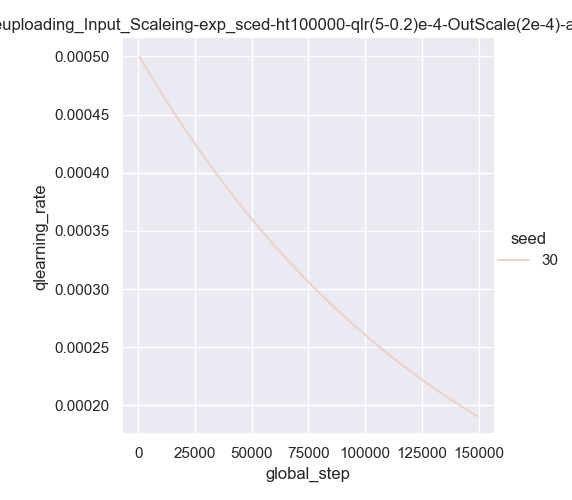 euploading_Input_Scaleing-exp_sced-ht100000-qlr(5-0.2)e-4-OutScale(2e-4)-a
0.00050
0.00045
0.00040
0.00035
0.00030
0.00025
0.00020
qlearning_rate
seed
30
0 25000 50000 75000 100000 125000 150000
global_step